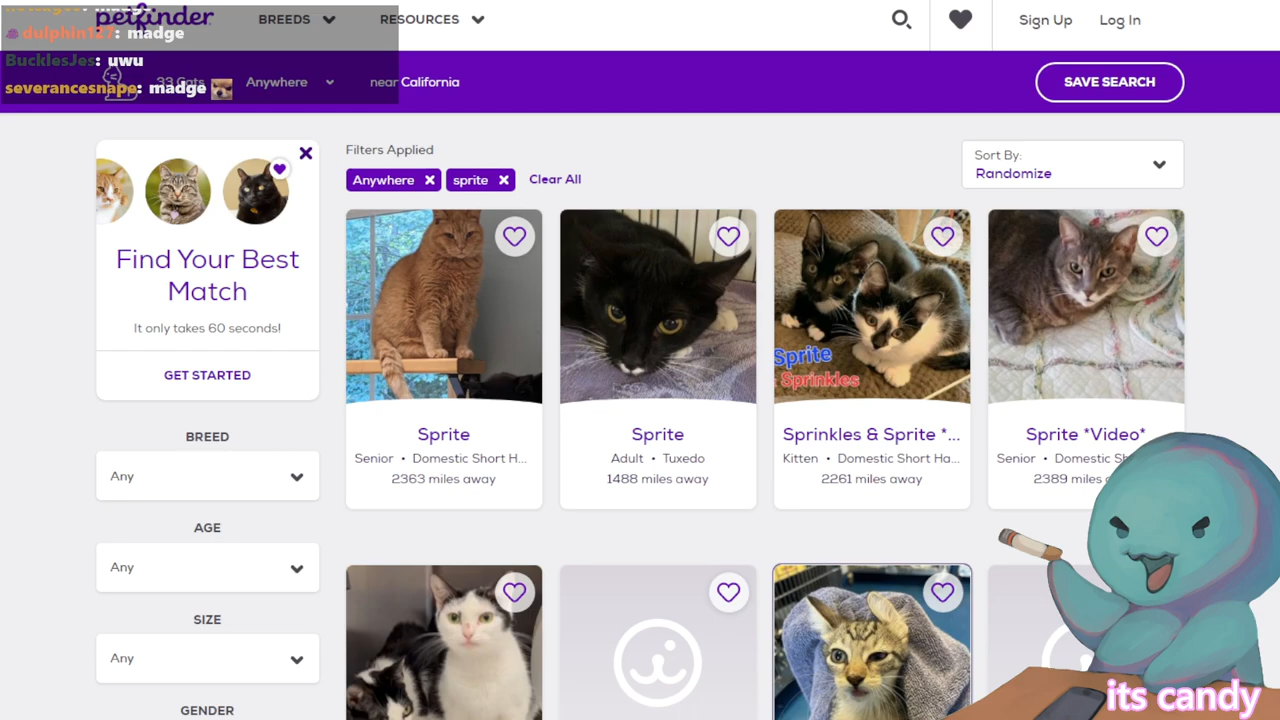 petfinder
BREEDS
RESOURCES
Sign Up
Log In
: madge
dulphin127: madge
BucklesJes: uwu
severancesnape: madge
33 Cats
Anywhere
near California
SAVE SEARCH
Find Your Best
Match
It only takes 60 seconds!
GET STARTED
BREED
Any
AGE
Any
SIZE
Any
GENDER
Filters Applied
Anywhere
sprite
Clear All
Sort By:
Randomize
Sprite
Senior • Domestic Short H...
2363 miles away
Sprite
Adult • Tuxedo
1488 miles away
Sprite
Sprinkles
Sprinkles & Sprite *...
Kitten • Domestic Short Ha...
2261 miles away
Sprite *Video*
Senior • Domestic Sh
2389 miles
its candy